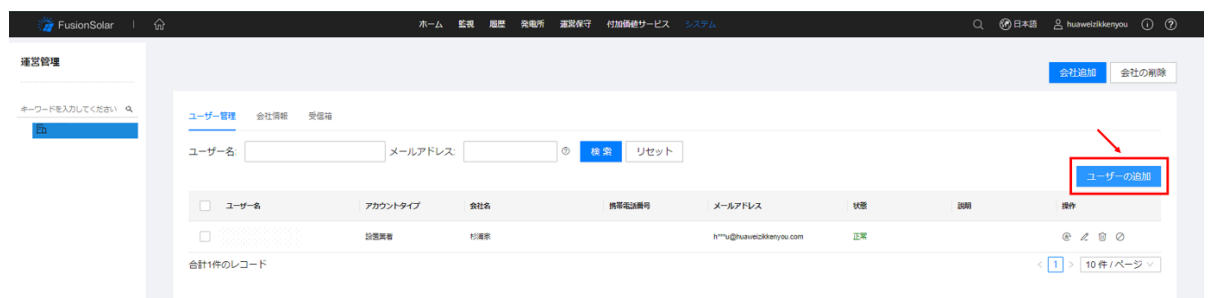 FusionSolar ホーム 監視 履歴 発電所 運営保守 付加価値サービス システム 日本語 huaweizikkenyou
運営管理
会社追加 会社の削除
キーワードを入力してください
ユーザー管理 会社情報 受信箱
ユーザー名: メールアドレス: 検索 リセット
ユーザーの追加
ユーザー名 アカウントタイプ 会社名 携帯電話番号 メールアドレス 状態 説明 操作
設置業者 杉浦家 h***u@huaweizikkenyou.com 正常
合計1件のレコード < 1 > 10 件 / ページ